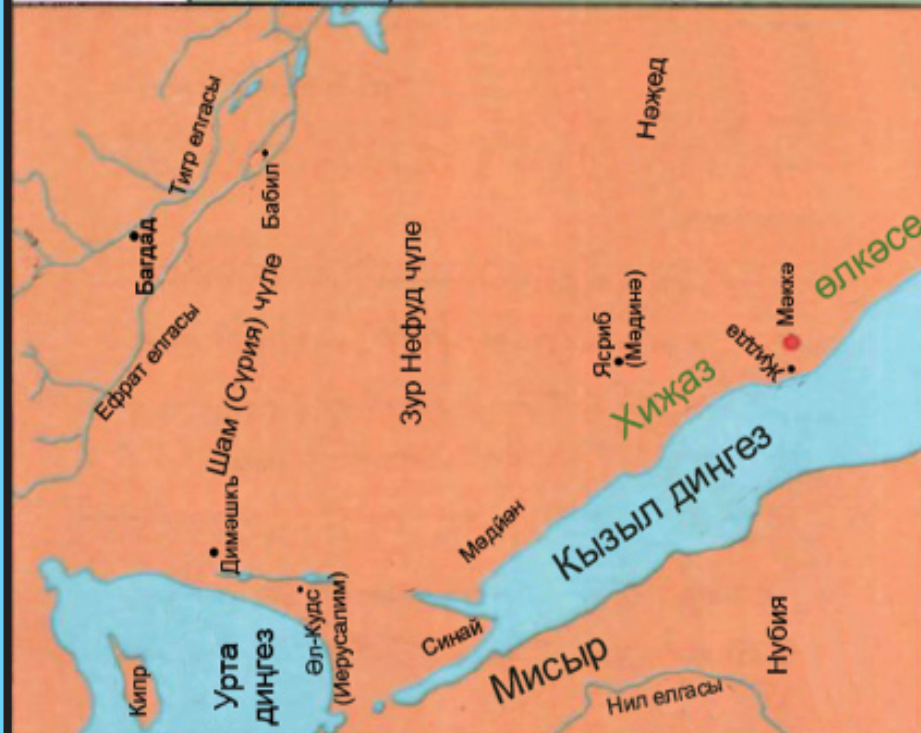 Тигр елгасы
Багдад
Бабил
Ефрат елгасы
Шам (Сүрия) чүле
Димәшкъ
Зур Нефуд чүле
Нәҗед
Ясриб
(Мәдинә)
Мәккә
Җиддә
Хиҗаз
өлкәсе
Кызыл диңгез
Мәдйән
Синай
Мисыр
Нубия
Нил елгасы
Әл-Кудс
(Иерусалим)
Урта
диңгез
Кипр